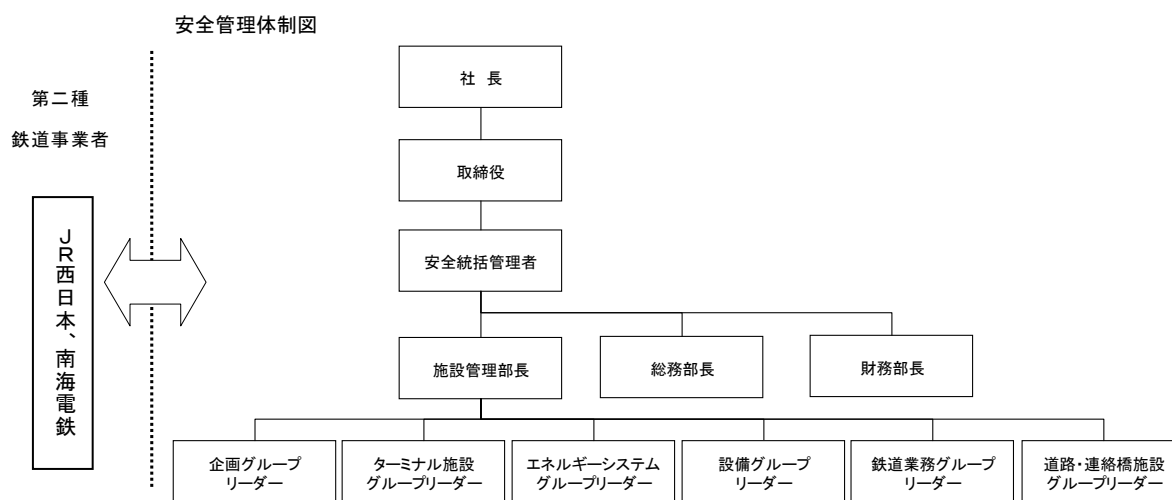 安全管理体制図
第二種
鉄道事業者
JR西日本、南海電鉄
社 長
取締役
安全統括管理者
施設管理部長
総務部長
財務部長
企画グループ
リーダー
ターミナル施設
グループリーダー
エネルギーシステム
グループリーダー
設備グループ
リーダー
鉄道業務グループ
リーダー
道路・連絡橋施設
グループリーダー